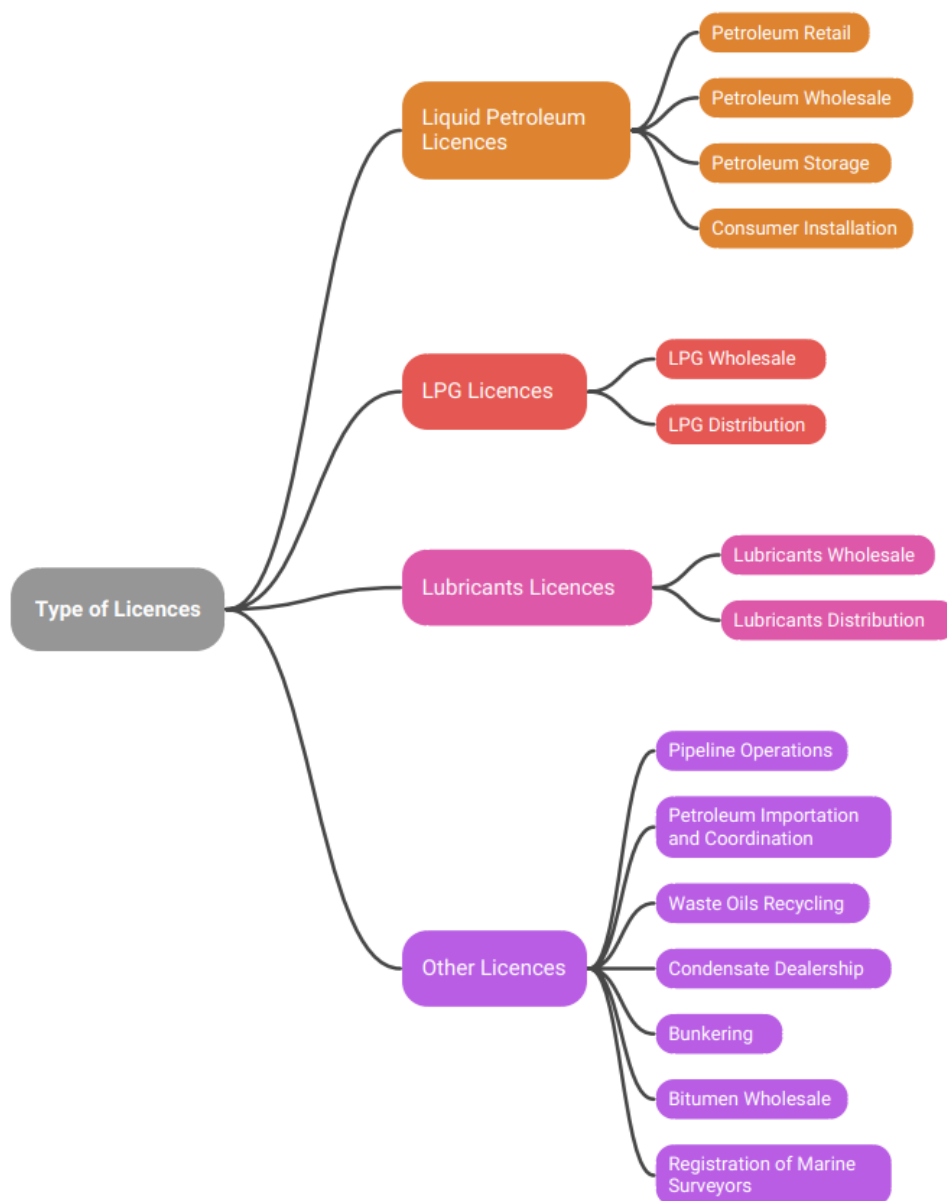 Petroleum Retail
Liquid Petroleum
Licences
Petroleum Wholesale
Petroleum Storage
Consumer Installation
LPG Licences
LPG Wholesale
LPG Distribution
Type of Licences
Lubricants Licences
Lubricants Wholesale
Lubricants Distribution
Other Licences
Pipeline Operations
Petroleum Importation
and Coordination
Waste Oils Recycling
Condensate Dealership
Bunkering
Bitumen Wholesale
Registration of Marine
Surveyors